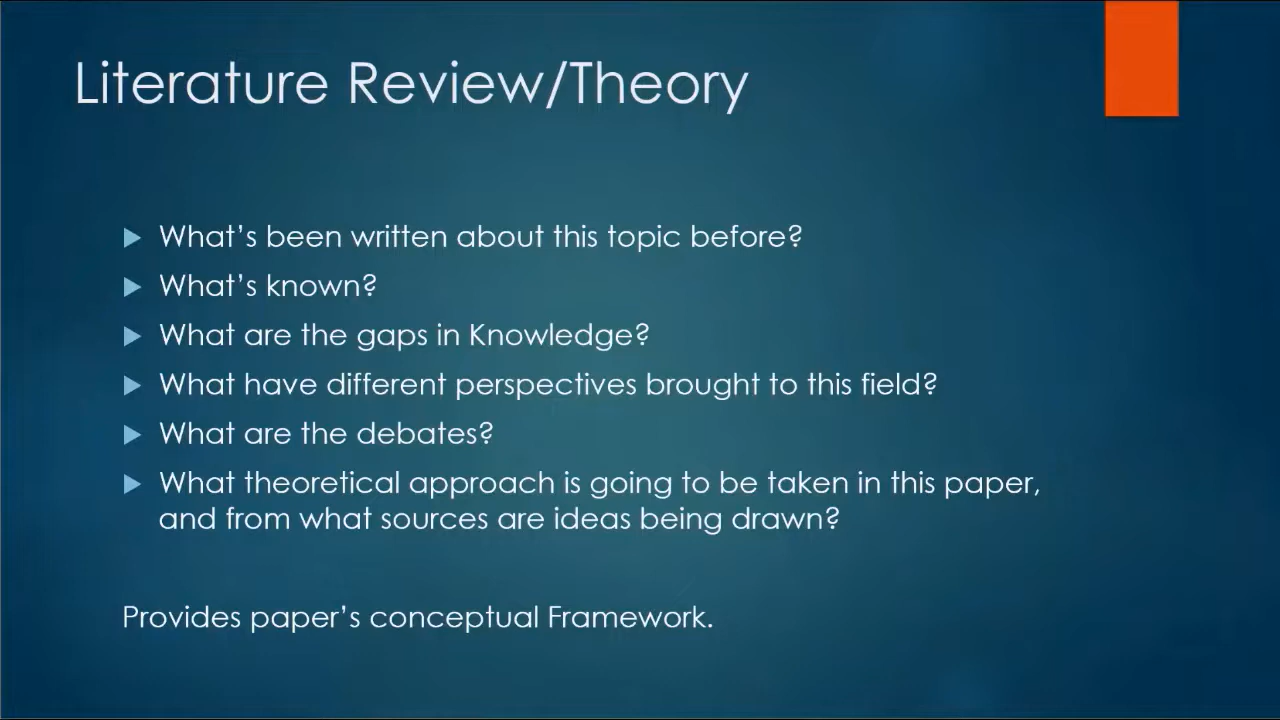 Literature Review/Theory
What's been written about this topic before?
What's known?
What are the gaps in Knowledge?
What have different perspectives brought to this field?
What are the debates?
What theoretical approach is going to be taken in this paper,
and from what sources are ideas being drawn?
Provides paper's conceptual Framework.